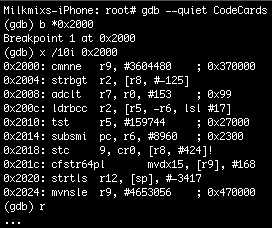 Milkmixs-iPhone: root# gdb --quiet CodeCards
(gdb) b *0x2000
Breakpoint 1 at 0x2000
(gdb) x /10i 0x2000
0x2000: cmnne r9, #3604480 ; 0x370000
0x2004: strbgt r2, [r8, #-125]
0x2008: adclt r7, r0, #153 ; 0x99
0x200c: ldrbcc r2, [r5, -r6, lsl #17]
0x2010: tst r5, #159744 ; 0x27000
0x2014: submi pc, r6, #8960 ; 0x2300
0x2018: stc 9, cr0, [r8, #424]!
0x201c: cfstr64pl mvdx15, [r9], #168
0x2020: strtls r12, [sp], #-3417
0x2024: mvnsle r9, #4653056 ; 0x470000
(gdb) r
...